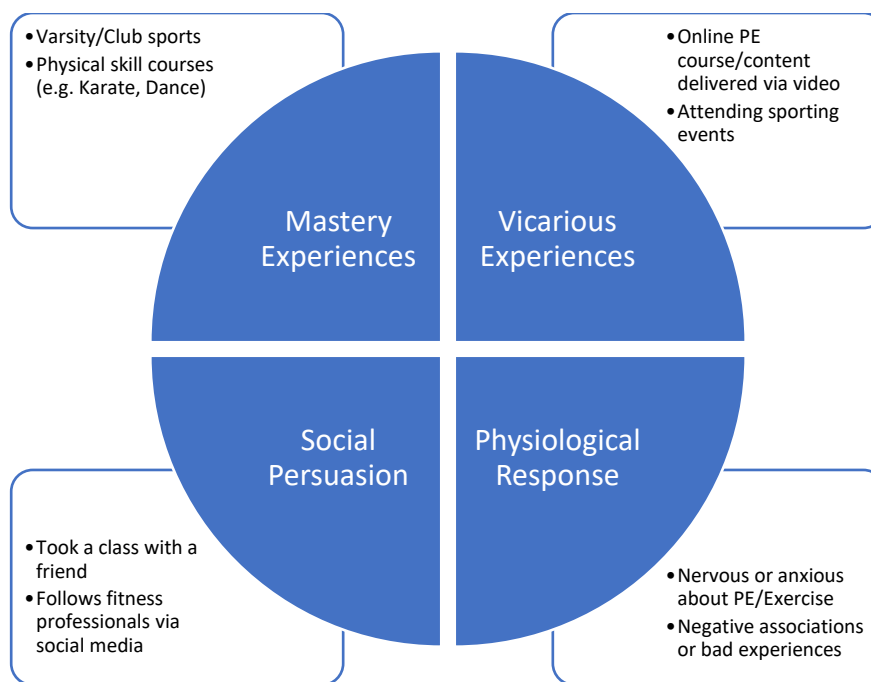 •Varsity/Club sports
•Physical skill courses
(e.g. Karate, Dance)
•Online PE
course/content
delivered via video
•Attending sporting
events
Mastery
Experiences
Vicarious
Experiences
Social
Persuasion
Physiological
Response
•Took a class with a
friend
•Follows fitness
professionals via
social media
•Nervous or anxious
about PE/Exercise
•Negative associations
or bad experiences